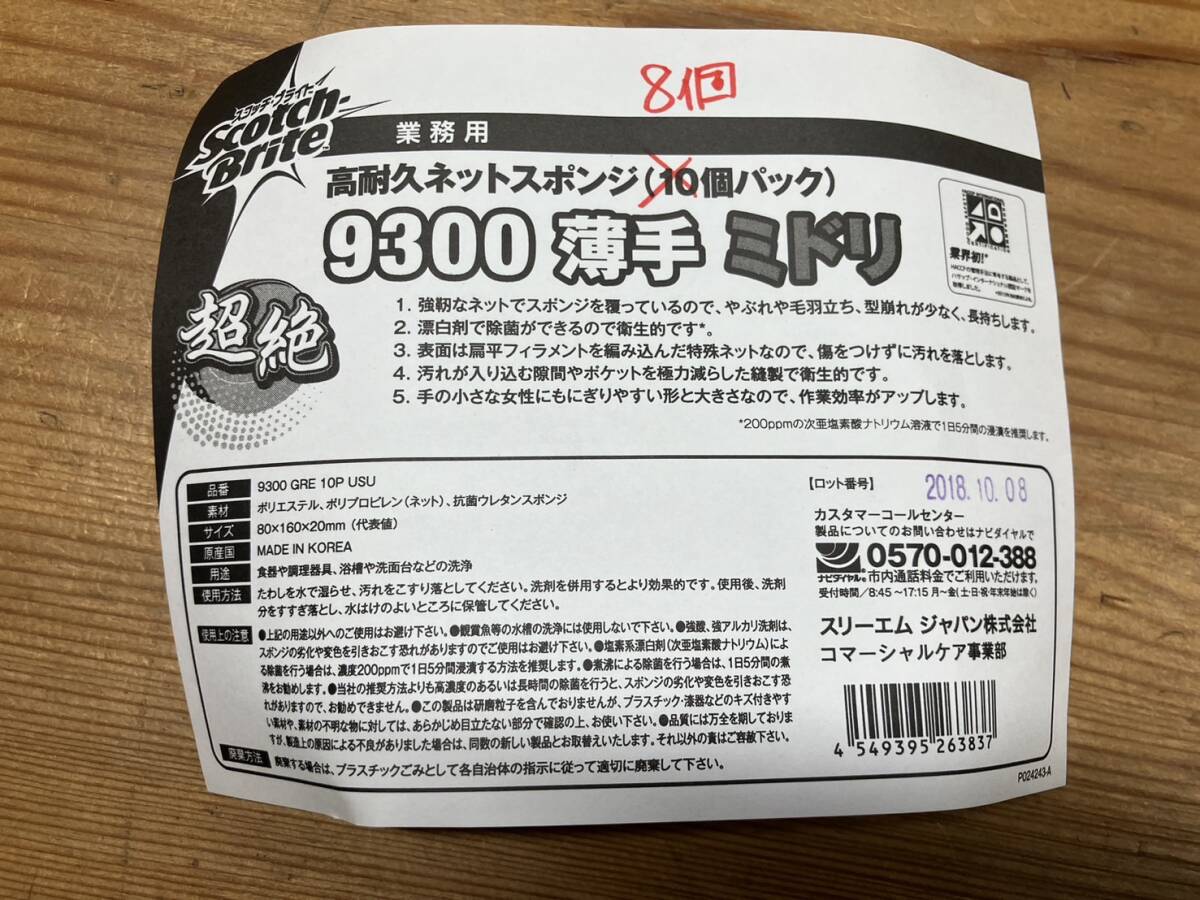 8個
スコッチ・ブライト
Scotch-
Brite
業務用
高耐久ネットスポンジ(10個パック)
9300 薄手 ミドリ
超絶
業界初!*
1. 強靭なネットでスポンジを覆っているので、やぶれや毛羽立ち、型崩れが少なく、長持ちします。
2. 漂白剤で除菌ができるので衛生的です*。
3. 表面は扁平フィラメントを編み込んだ特殊ネットなので、傷をつけずに汚れを落とします。
4. 汚れが入り込む隙間やポケットを極力減らした縫製で衛生的です。
5. 手の小さな女性にもにぎりやすい形と大きさなので、作業効率がアップします。
*200ppmの次亜塩素酸ナトリウム溶液で1日5分間の浸漬を推奨します。
品番 9300 GRE 10P USU
素材 ポリエステル、ポリプロピレン(ネット)、抗菌ウレタンスポンジ
サイズ 80×160×20mm (代表値)
原産国 MADE IN KOREA
用途 食器や調理器具、浴槽や洗面台などの洗浄
使用方法 たわしを水で湿らせ、汚れをこすり落としてください。洗剤を併用するとより効果的です。使用後、洗剤
分をすすぎ落とし、水はけのよいところに保管してください。
使用上の注意 ●上記の用途以外へのご使用はお避け下さい。●観賞魚等の水槽の洗浄には使用しないで下さい。●強酸、強アルカリ洗剤は、
スポンジの劣化や変色を引きおこす恐れがありますのでご使用はお避け下さい。●塩素系漂白剤(次亜塩素酸ナトリウム)によ
る除菌を行う場合は、濃度200ppmで1日5分間浸漬する方法を推奨します。●煮沸による除菌を行う場合は、1日5分間の煮
沸をお勧めします。●当社の推奨方法よりも高濃度のあるいは長時間の除菌を行うと、スポンジの劣化や変色を引きおこす恐
れがありますので、お勧めできません。●この製品は研磨粒子を含んでおりませんが、プラスチック・漆器などのキズ付きやす
い素材や、素材の不明な物に対しては、あらかじめ目立たない部分で確認の上、お使い下さい。●品質には万全を期しておりま
すが、製造上の原因による不良がありました場合は、同数の新しい製品とお取替えいたします。それ以外の責はご容赦下さい。
廃棄方法 廃棄する場合は、プラスチックごみとして各自治体の指示に従って適切に廃棄して下さい。
【ロット番号】 2018.10.08
カスタマーコールセンター
製品についてのお問い合わせはナビダイヤルで
ナビダイヤル® 0570-012-388
市内通話料金でご利用いただけます。
受付時間/8:45〜17:15 月〜金(土・日・祝・年末年始は除く)
スリーエム ジャパン株式会社
コマーシャルケア事業部
4 549395 263837
P024243-A